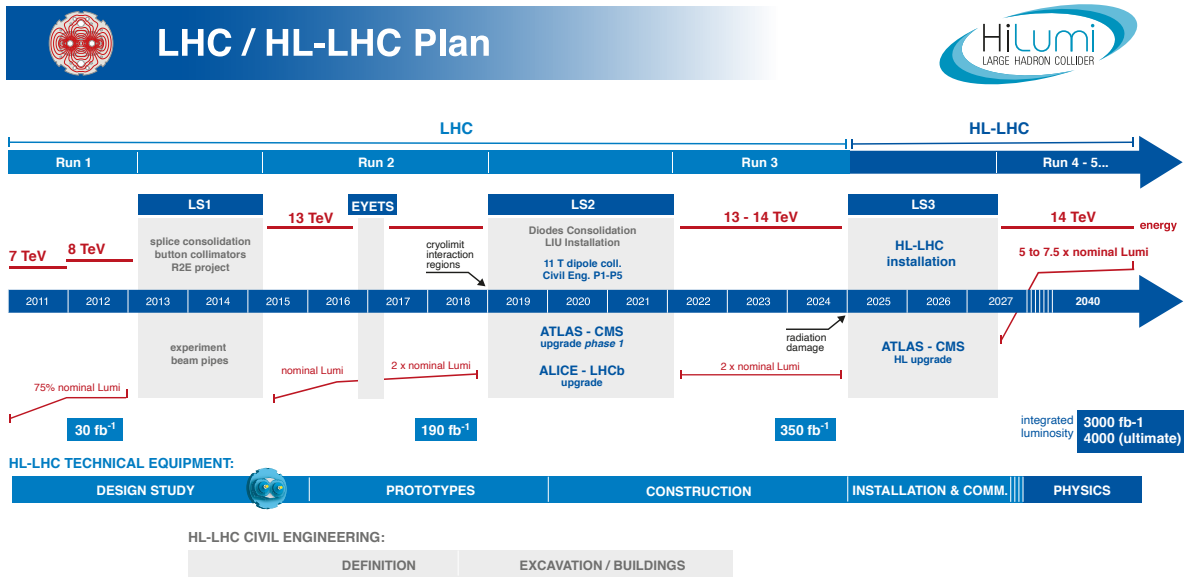 LHC / HL-LHC Plan
HiLumi
LARGE HADRON COLLIDER
LHC
HL-LHC
Run 1
Run 2
Run 3
Run 4 - 5...
LS1
EYETS
LS2
LS3
13 TeV
13 - 14 TeV
14 TeV
energy
7 TeV
8 TeV
splice consolidation
button collimators
R2E project
cryolimit
interaction
regions
Diodes Consolidation
LIU Installation
11 T dipole coll.
Civil Eng. P1-P5
HL-LHC
installation
5 to 7.5 x nominal Lumi
2011
2012
2013
2014
2015
2016
2017
2018
2019
2020
2021
2022
2023
2024
2025
2026
2027
2040
experiment
beam pipes
ATLAS - CMS
upgrade phase 1
ALICE - LHCb
upgrade
radiation
damage
ATLAS - CMS
HL upgrade
75% nominal Lumi
nominal Lumi
2 x nominal Lumi
2 x nominal Lumi
30 fb-1
190 fb-1
350 fb-1
integrated
luminosity
3000 fb-1
4000 (ultimate)
HL-LHC TECHNICAL EQUIPMENT:
DESIGN STUDY
PROTOTYPES
CONSTRUCTION
INSTALLATION & COMM.
PHYSICS
HL-LHC CIVIL ENGINEERING:
DEFINITION
EXCAVATION / BUILDINGS